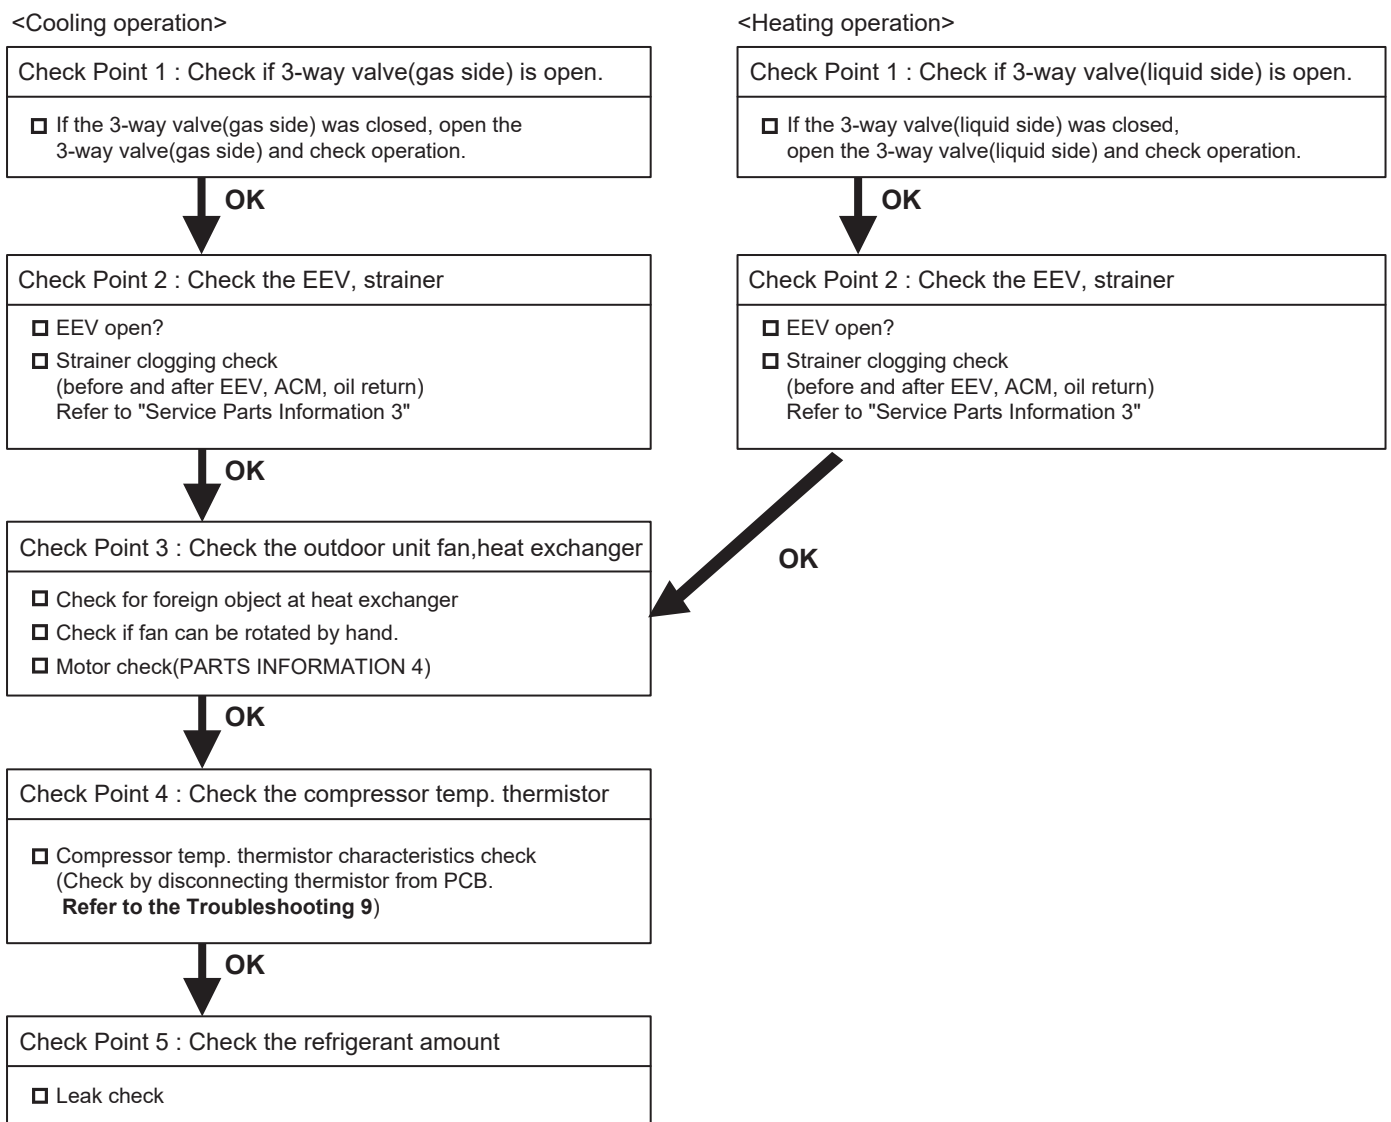 <Cooling operation>
Check Point 1 : Check if 3-way valve(gas side) is open.
If the 3-way valve(gas side) was closed, open the
3-way valve(gas side) and check operation.
OK
Check Point 2 : Check the EEV, strainer
EEV open?
Strainer clogging check
(before and after EEV, ACM, oil return)
Refer to "Service Parts Information 3"
OK
<Heating operation>
Check Point 1 : Check if 3-way valve(liquid side) is open.
If the 3-way valve(liquid side) was closed,
open the 3-way valve(liquid side) and check operation.
OK
Check Point 2 : Check the EEV, strainer
EEV open?
Strainer clogging check
(before and after EEV, ACM, oil return)
Refer to "Service Parts Information 3"
OK
Check Point 3 : Check the outdoor unit fan,heat exchanger
Check for foreign object at heat exchanger
Check if fan can be rotated by hand.
Motor check(PARTS INFORMATION 4)
OK
Check Point 4 : Check the compressor temp. thermistor
Compressor temp. thermistor characteristics check
(Check by disconnecting thermistor from PCB.
Refer to the Troubleshooting 9)
OK
Check Point 5 : Check the refrigerant amount
Leak check